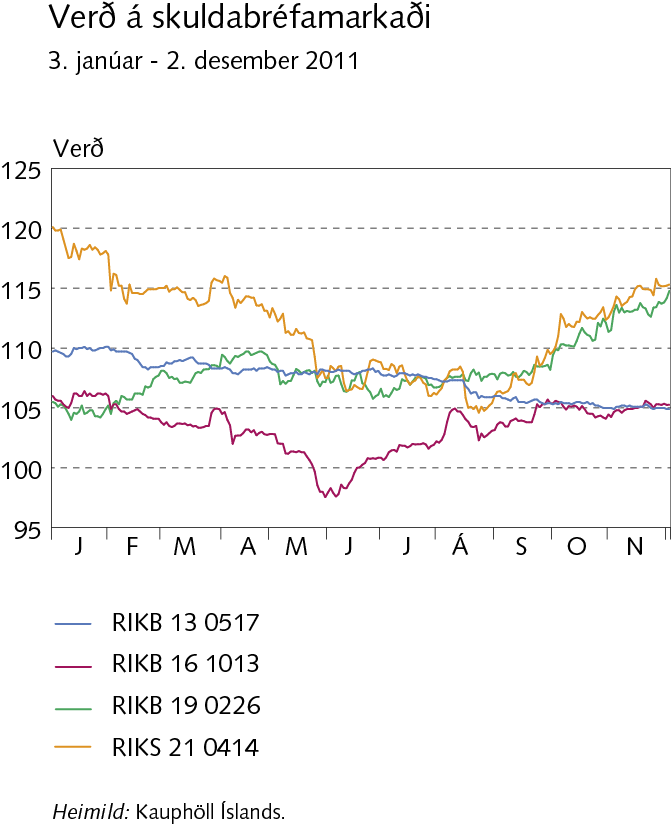 Verð á skuldabréfamarkaði
3. janúar - 2. desember 2011
Verð
125
120
115
110
105
100
95
J F M A M J J Á S O N
RIKB 13 0517
RIKB 16 1013
RIKB 19 0226
RIKS 21 0414
Heimild: Kauphöll Íslands.